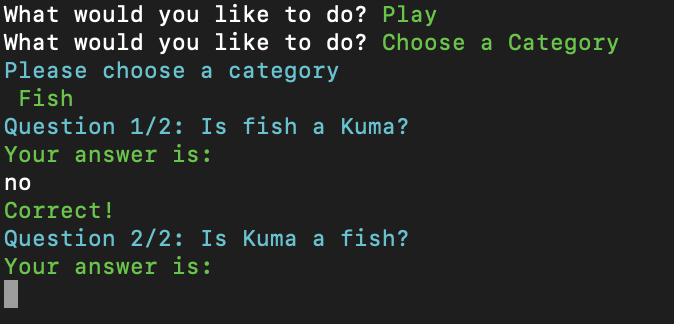 What would you like to do? Play
What would you like to do? Choose a Category
Please choose a category
Fish
Question 1/2: Is fish a Kuma?
Your answer is:
no
Correct!
Question 2/2: Is Kuma a fish?
Your answer is: